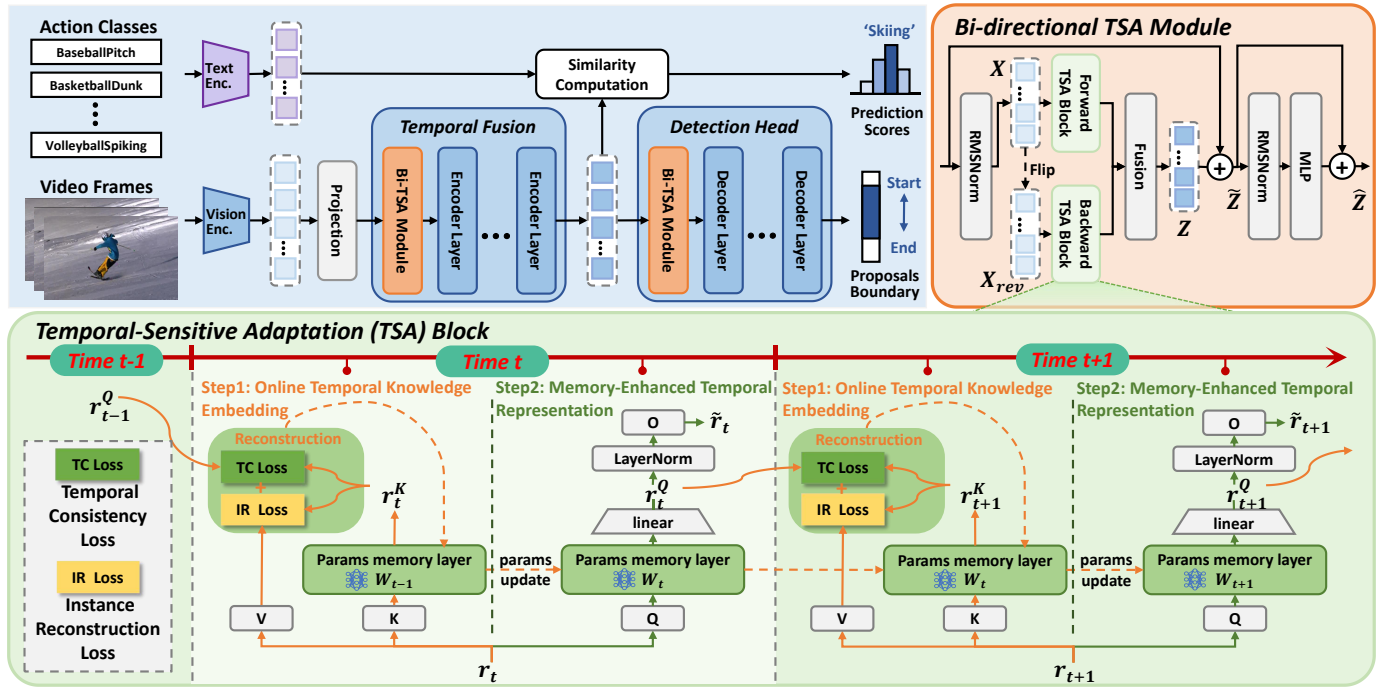 Action Classes
BaseballPitch
BasketballDunk
VolleyballSpiking
Video Frames
Text
Enc.
Vision
Enc.
Projection
Temporal Fusion
Bi-TSA Module
Encoder Layer
Encoder Layer
Similarity
Computation
Detection Head
Bi-TSA Module
Decoder Layer
Decoder Layer
‘Skiing’
Prediction
Scores
Start
End
Proposals
Boundary
Bi-directional TSA Module
RMSNorm
X
Flip
X_rev
Forward
TSA Block
Backward
TSA Block
Fusion
Z
+
Z̃
RMSNorm
MLP
+
Ẑ
Temporal-Sensitive Adaptation (TSA) Block
Time t-1
Time t
Time t+1
r_{t-1}^Q
TC Loss
Temporal
Consistency
Loss
IR Loss
Instance
Reconstruction
Loss
Step1: Online Temporal Knowledge
Embedding
Reconstruction
TC Loss
+
IR Loss
r_t^K
Params memory layer
W_{t-1}
V
K
params
update
Step2: Memory-Enhanced Temporal
Representation
O
r̃_t
LayerNorm
r_t^Q
linear
Params memory layer
W_t
Q
r_t
Step1: Online Temporal Knowledge
Embedding
Reconstruction
TC Loss
+
IR Loss
r_{t+1}^K
Params memory layer
W_t
V
K
params
update
Step2: Memory-Enhanced Temporal
Representation
O
r̃_{t+1}
LayerNorm
r_{t+1}^Q
linear
Params memory layer
W_{t+1}
Q
r_{t+1}